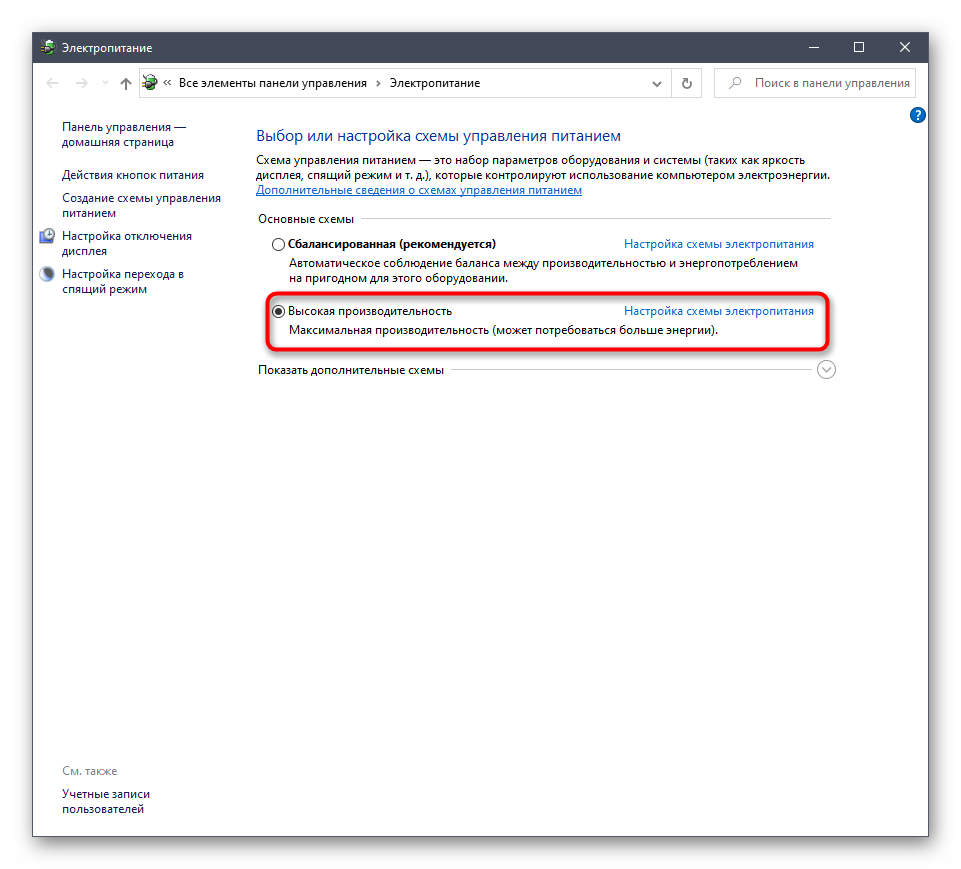 Электропитание
« Все элементы панели управления › Электропитание
Поиск в панели управления
?
Панель управления —
домашняя страница
Действия кнопок питания
Создание схемы управления
питанием
Настройка отключения
дисплея
Настройка перехода в
спящий режим
Выбор или настройка схемы управления питанием
Схема управления питанием — это набор параметров оборудования и системы (таких как яркость
дисплея, спящий режим и т. д.), которые контролируют использование компьютером электроэнергии.
Дополнительные сведения о схемах управления питанием
Основные схемы
Сбалансированная (рекомендуется) Настройка схемы электропитания
Автоматическое соблюдение баланса между производительностью и энергопотреблением
на пригодном для этого оборудовании.
Высокая производительность Настройка схемы электропитания
Максимальная производительность (может потребоваться больше энергии).
Показать дополнительные схемы
См. также
Учетные записи
пользователей